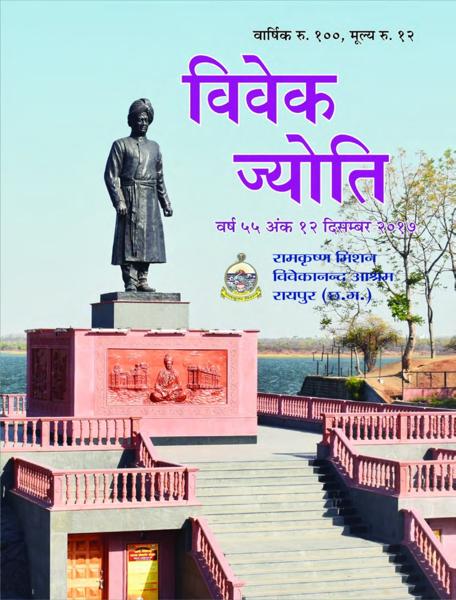 वार्षिक रु. १००, मूल्य रु. १२
विवेक
ज्योति
वर्ष ५५ अंक १२ दिसम्बर २०१७
रामकृष्ण मिशन
विवेकानन्द आश्रम
रायपुर (छ.ग.)